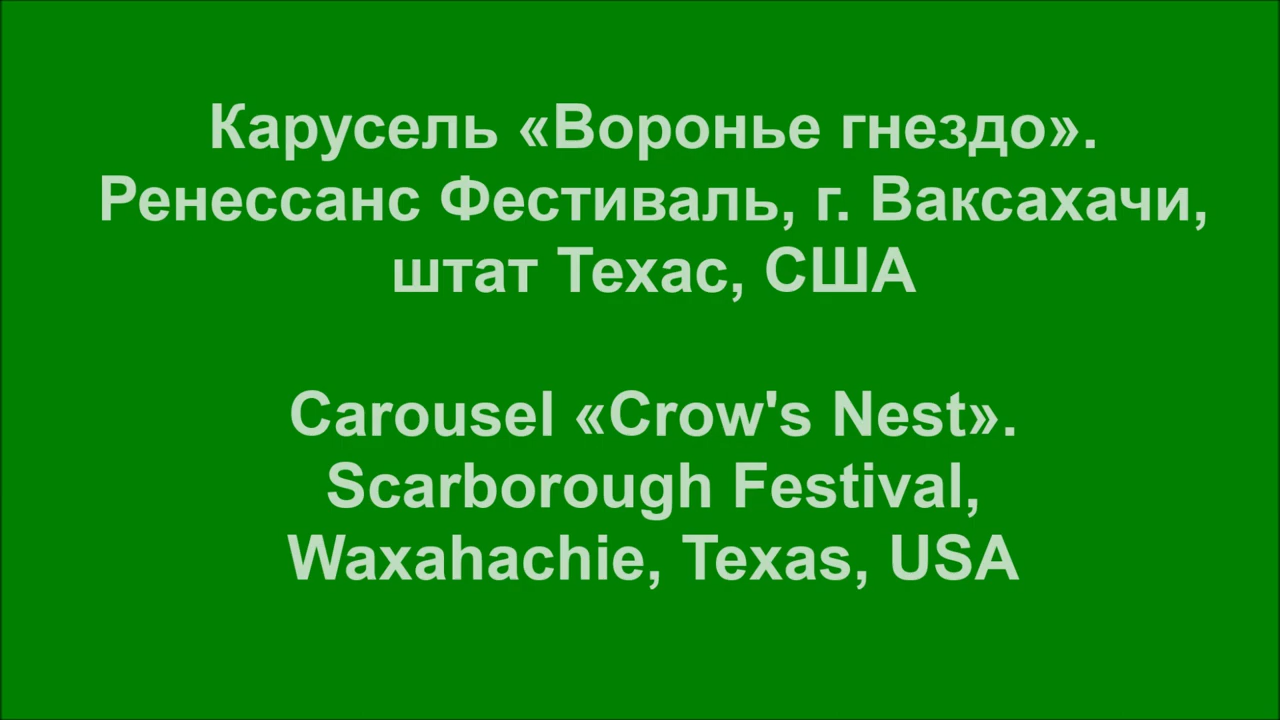 Карусель «Воронье гнездо».
Ренессанс Фестиваль, г. Ваксахачи,
штат Техас, США
Carousel «Crow's Nest».
Scarborough Festival,
Waxahachie, Texas, USA